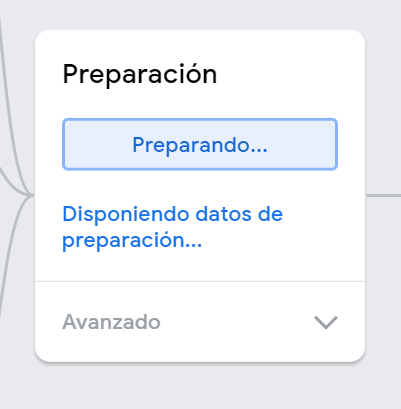 Preparación
Preparando...
Disponiendo datos de
preparación...
Avanzado